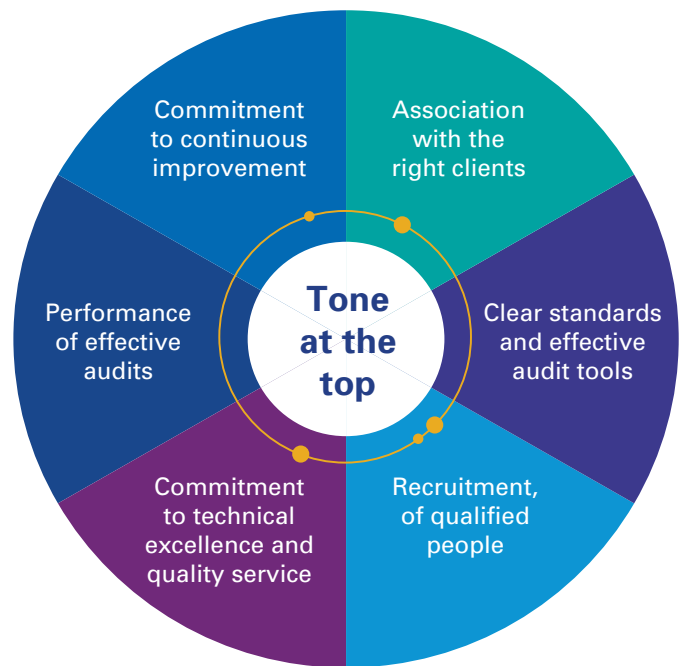 Commitment
to continuous
improvement
Association
with the
right clients
Performance
of effective
audits
Tone
at the
top
Clear standards
and effective
audit tools
Commitment
to technical
excellence and
quality service
Recruitment,
of qualified
people